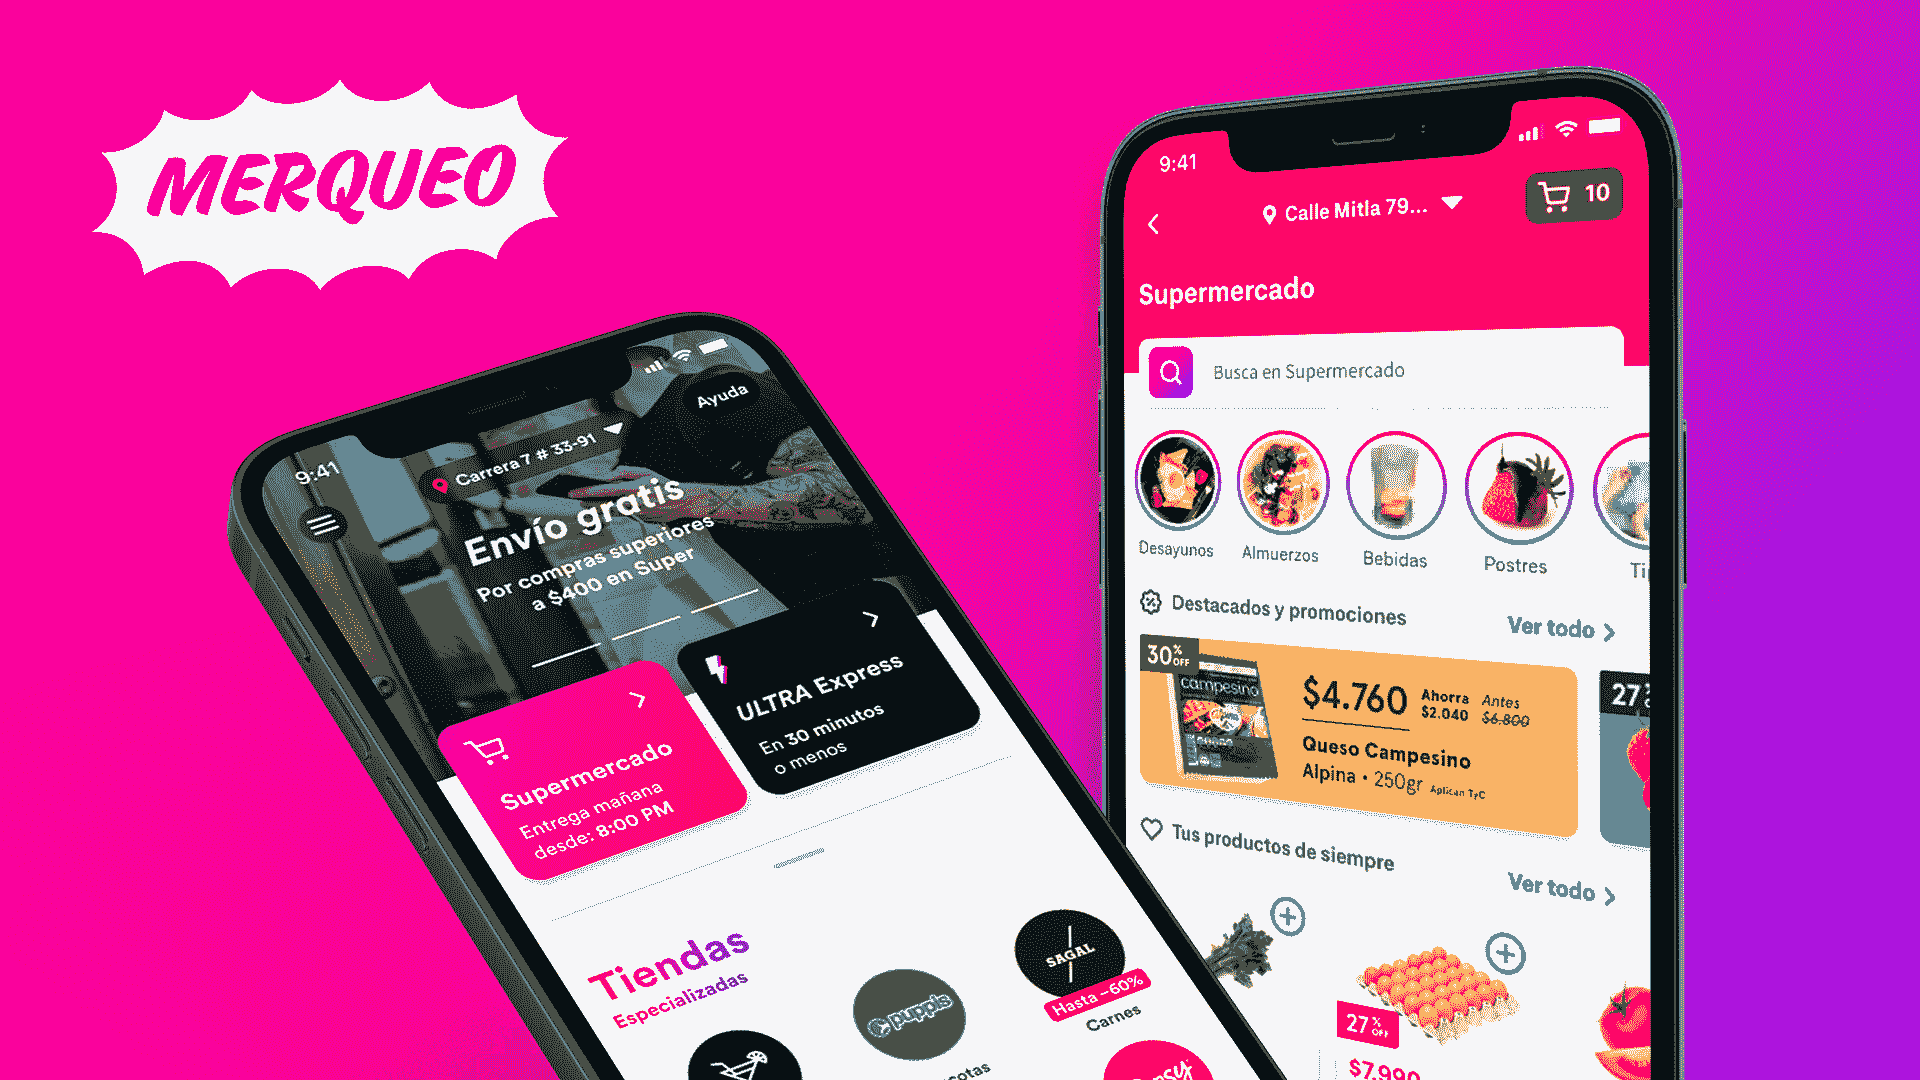 MERQUEO
9:41
Ayuda
Carrera 7 # 33-91
Envío gratis
Por compras superiores
a $400 en Super
Supermercado
Entrega mañana
desde: 8:00 PM
ULTRA Express
En 30 minutos
o menos
Tiendas
Especializadas
puppis
SAGAL
Hasta -60%
Carnes
9:41
Calle Mitla 79...
10
Supermercado
Busca en Supermercado
Desayunos
Almuerzos
Bebidas
Postres
Destacados y promociones
Ver todo
30% OFF
campesino
$4.760
Ahorra
$2.040
Antes
$6.800
Queso Campesino
Alpina • 250gr
Aplican TyC
27%
Tus productos de siempre
Ver todo
27% OFF
$7.990